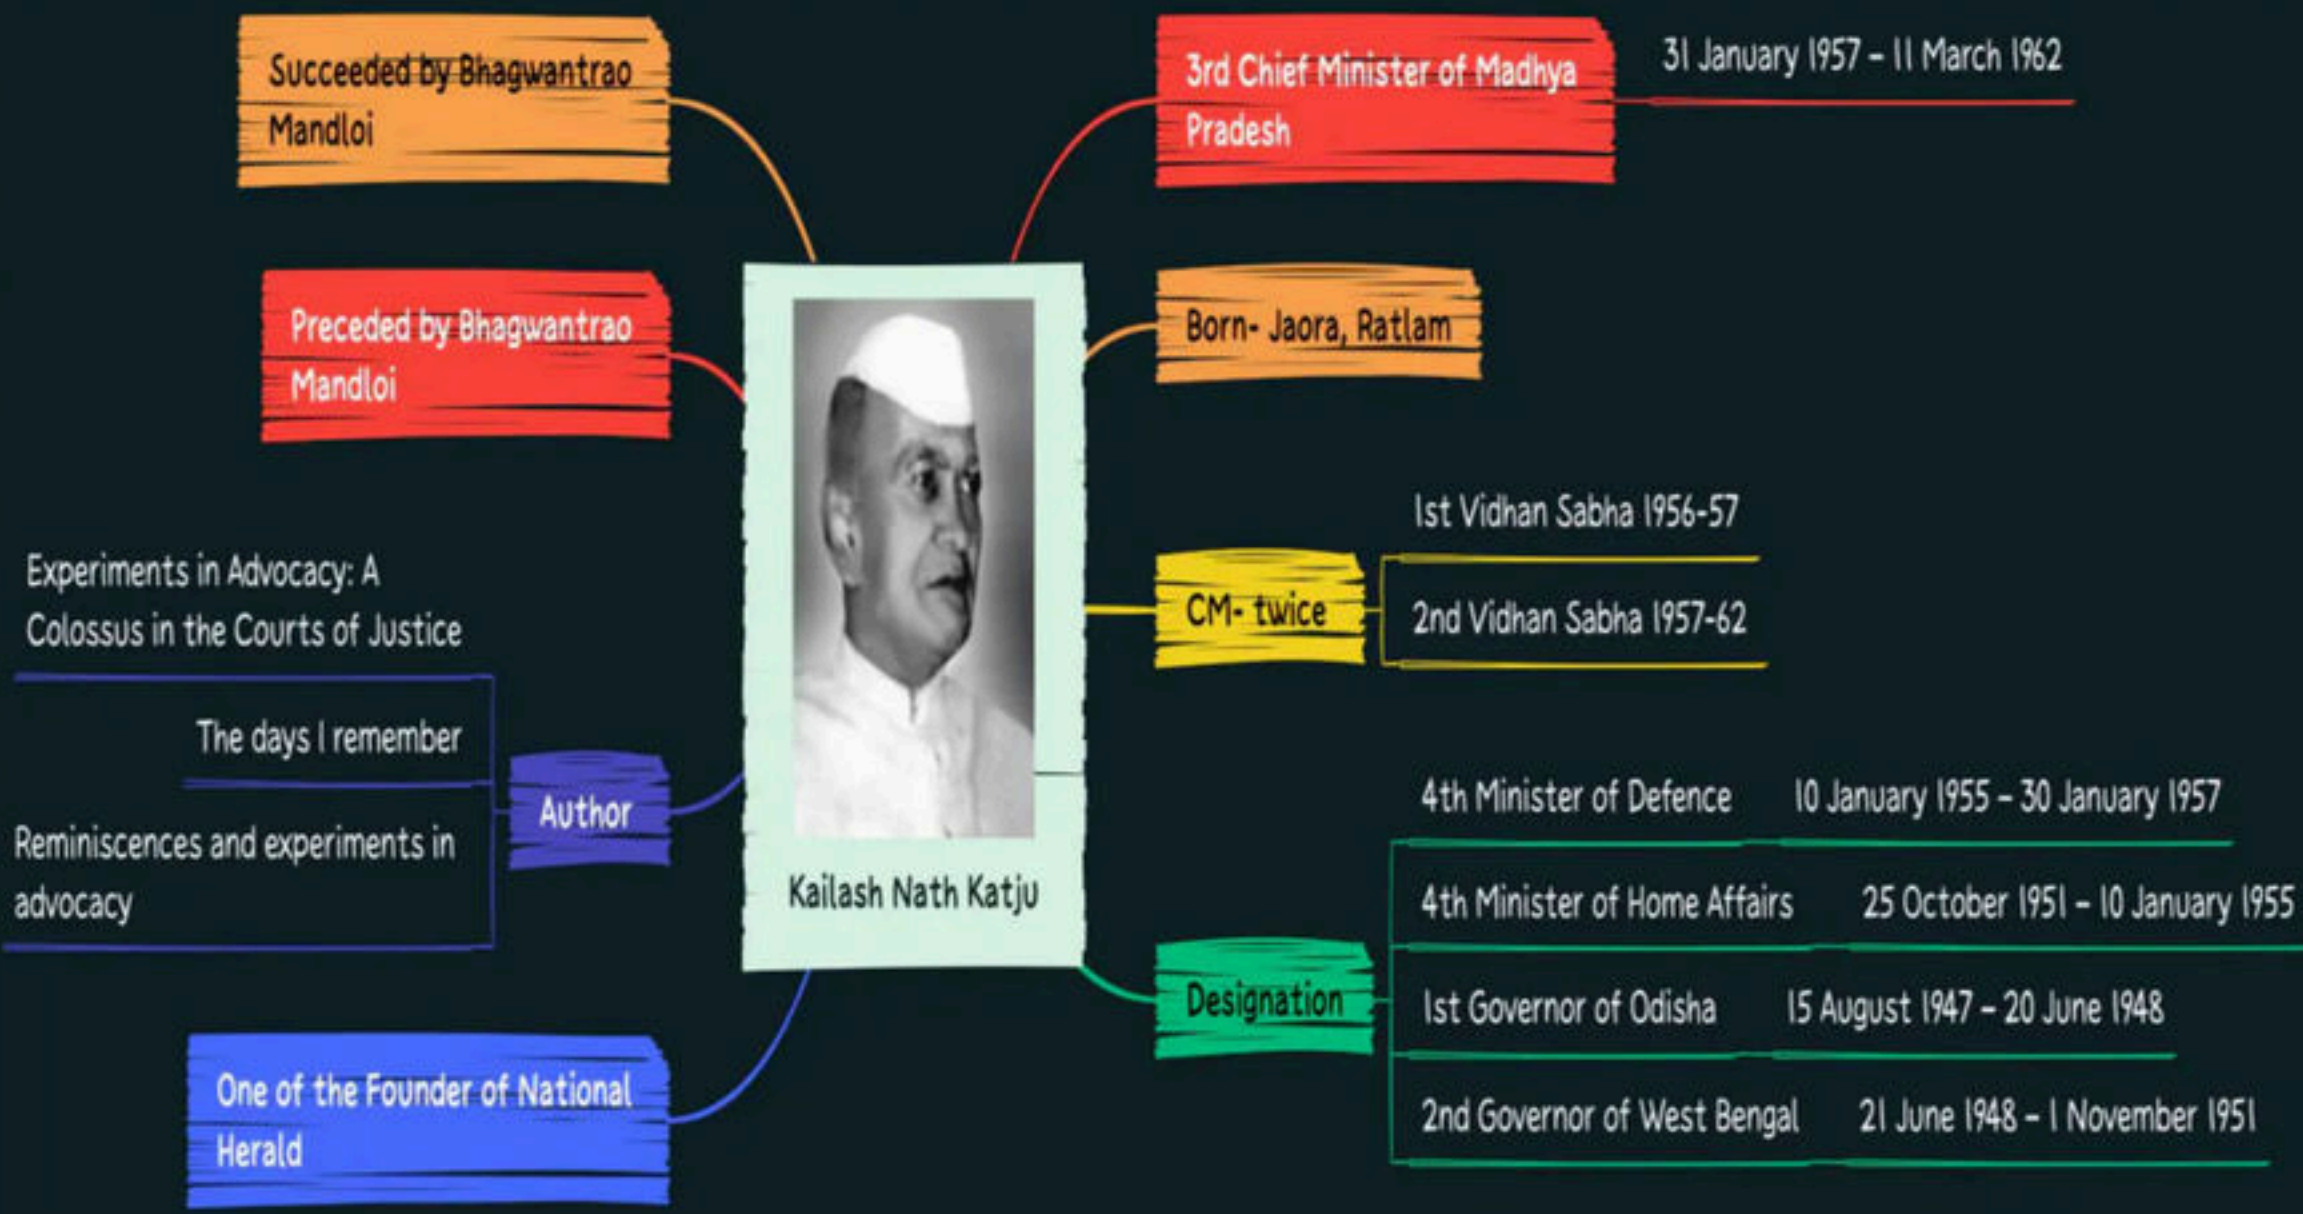 Succeeded by Bhagwantrao
Mandloi
Preceded by Bhagwantrao
Mandloi
Experiments in Advocacy: A
Colossus in the Courts of Justice
The days I remember
Reminiscences and experiments in
advocacy
Author
One of the Founder of National
Herald
Kailash Nath Katju
3rd Chief Minister of Madhya
Pradesh
31 January 1957 – 11 March 1962
Born- Jaora, Ratlam
CM- twice
1st Vidhan Sabha 1956-57
2nd Vidhan Sabha 1957-62
Designation
4th Minister of Defence 10 January 1955 – 30 January 1957
4th Minister of Home Affairs 25 October 1951 – 10 January 1955
1st Governor of Odisha 15 August 1947 – 20 June 1948
2nd Governor of West Bengal 21 June 1948 – 1 November 1951